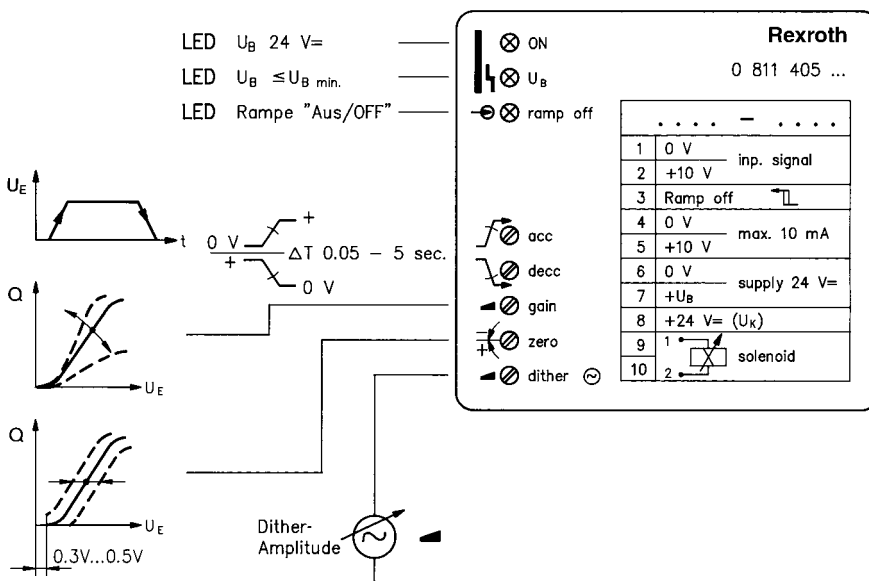 LED U_B 24 V=
LED U_B ≤ U_B min.
LED Rampe "Aus/OFF"
ON
U_B
ramp off
Rexroth
0 811 405 ...
. . . . – . . . .
1 0 V
2 +10 V
inp. signal
3 Ramp off
4 0 V
5 +10 V
max. 10 mA
6 0 V
7 +U_B
supply 24 V=
8 +24 V= (U_K)
9 1
10 2
solenoid
acc
decc
gain
zero
dither
U_E
t
0 V +
ΔT 0.05 – 5 sec.
+ 0 V
Q
U_E
Q
U_E
0.3V...0.5V
Dither-
Amplitude